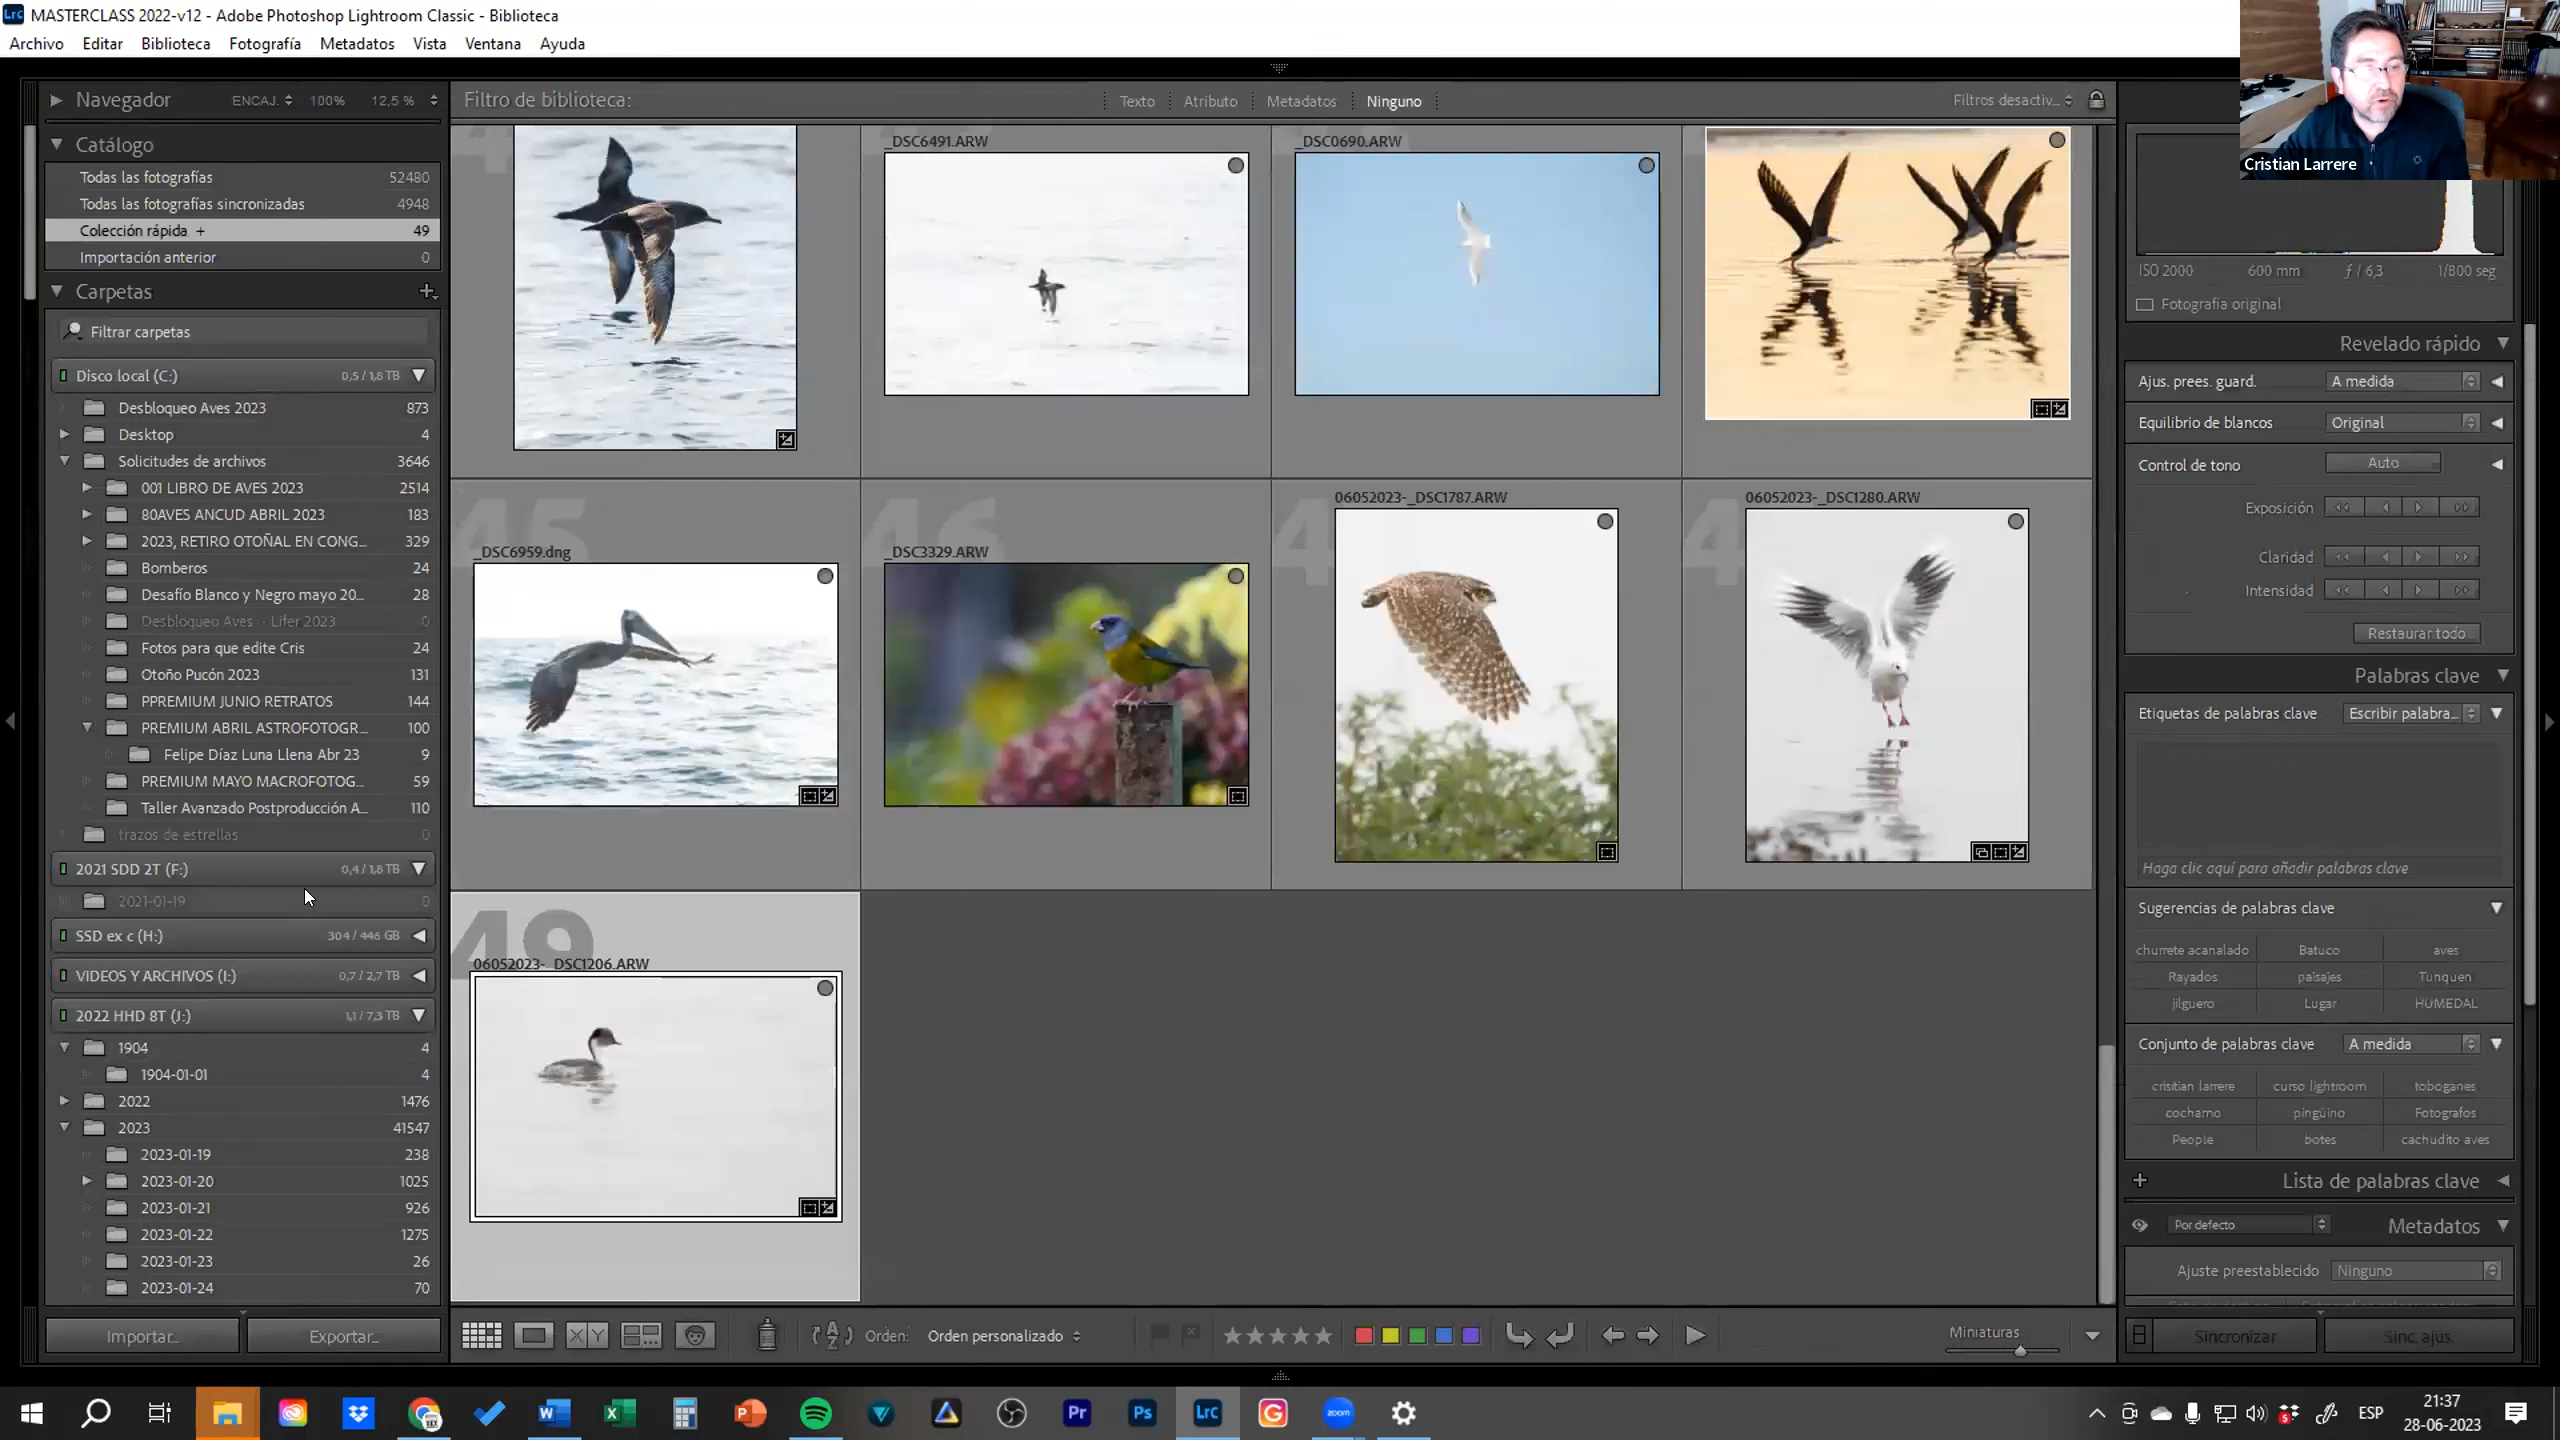 MASTERCLASS 2022-v12 - Adobe Photoshop Lightroom Classic - Biblioteca
Archivo Editar Biblioteca Fotografía Metadatos Vista Ventana Ayuda
Cristian Larrere
Navegador ENCAJ. 100% 12,5 %
Catálogo
Todas las fotografías 52480
Todas las fotografías sincronizadas 4948
Colección rápida + 49
Importación anterior 0
Carpetas
Filtrar carpetas
Disco local (C:) 0,5 / 1,8 TB
Desbloqueo Aves 2023 873
Desktop 4
Solicitudes de archivos 3646
001 LIBRO DE AVES 2023 2514
80AVES ANCUD ABRIL 2023 183
2023, RETIRO OTOÑAL EN CONG... 329
Bomberos 24
Desafío Blanco y Negro mayo 20... 28
Desbloqueo Aves - Lifer 2023 0
Fotos para que edite Cris 24
Otoño Pucón 2023 131
PPREMIUM JUNIO RETRATOS 144
PREMIUM ABRIL ASTROFOTOGR... 100
Felipe Díaz Luna Llena Abr 23 9
PREMIUM MAYO MACROFOTOG... 59
Taller Avanzado Postproducción A... 110
trazos de estrellas 0
2021 SDD 2T (F:) 0,4 / 1,8 TB
2021-01-19 0
SSD ex c (H:) 304 / 446 GB
VIDEOS Y ARCHIVOS (I:) 0,7 / 2,7 TB
2022 HHD 8T (J:) 1,1 / 7,3 TB
1904 4
1904-01-01 4
2022 1476
2023 41547
2023-01-19 238
2023-01-20 1025
2023-01-21 926
2023-01-22 1275
2023-01-23 26
2023-01-24 70
Importar... Exportar...
Filtro de biblioteca: Texto Atributo Metadatos Ninguno Filtros desactiv...
_DSC6491.ARW
_DSC0690.ARW
45
_DSC6959.dng
46
_DSC3329.ARW
4
06052023-_DSC1787.ARW
4
06052023-_DSC1280.ARW
49
06052023-_DSC1206.ARW
Orden: Orden personalizado
Miniaturas
ISO 2000 600 mm ƒ / 6,3 1/800 seg
Fotografía original
Revelado rápido
Ajus. prees. guard. A medida
Equilibrio de blancos Original
Control de tono Auto
Exposición
Claridad
Intensidad
Restaurar todo
Palabras clave
Etiquetas de palabras clave Escribir palabra...
Haga clic aquí para añadir palabras clave
Sugerencias de palabras clave
churrete acanalado Batuco aves
Rayados paisajes Tunquen
jilguero Lugar HUMEDAL
Conjunto de palabras clave A medida
crisitian larrere curso lightroom toboganes
cochamo pingüino Fotografos
People botes cachudito aves
Lista de palabras clave
Por defecto Metadatos
Ajuste preestablecido Ninguno
Sincronizar Sinc. ajus.
ESP
21:37
28-06-2023